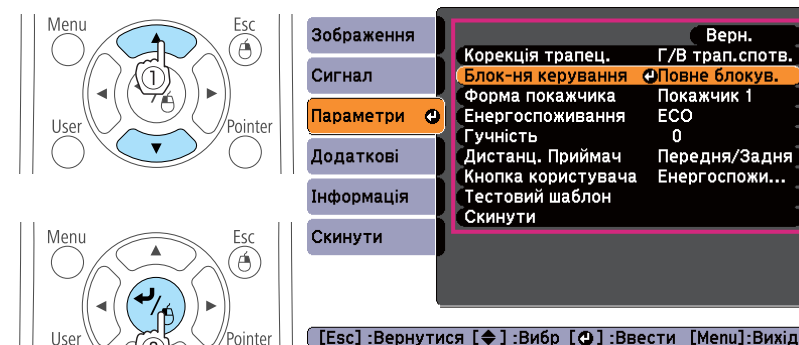 Menu
Esc
1
User
Pointer
Menu
Esc
User
2
Pointer
Зображення
Сигнал
Параметри
Додаткові
Інформація
Скинути
Верн.
Корекція трапец. Г/В трап.спотв.
Блок-ня керування Повне блокув.
Форма покажчика Покажчик 1
Енергоспоживання ECO
Гучність 0
Дистанц. Приймач Передня/Задня
Кнопка користувача Енергоспожи...
Тестовий шаблон
Скинути
[Esc] :Вернутися [◆] :Вибр [↵] :Ввести [Menu]:Вихід